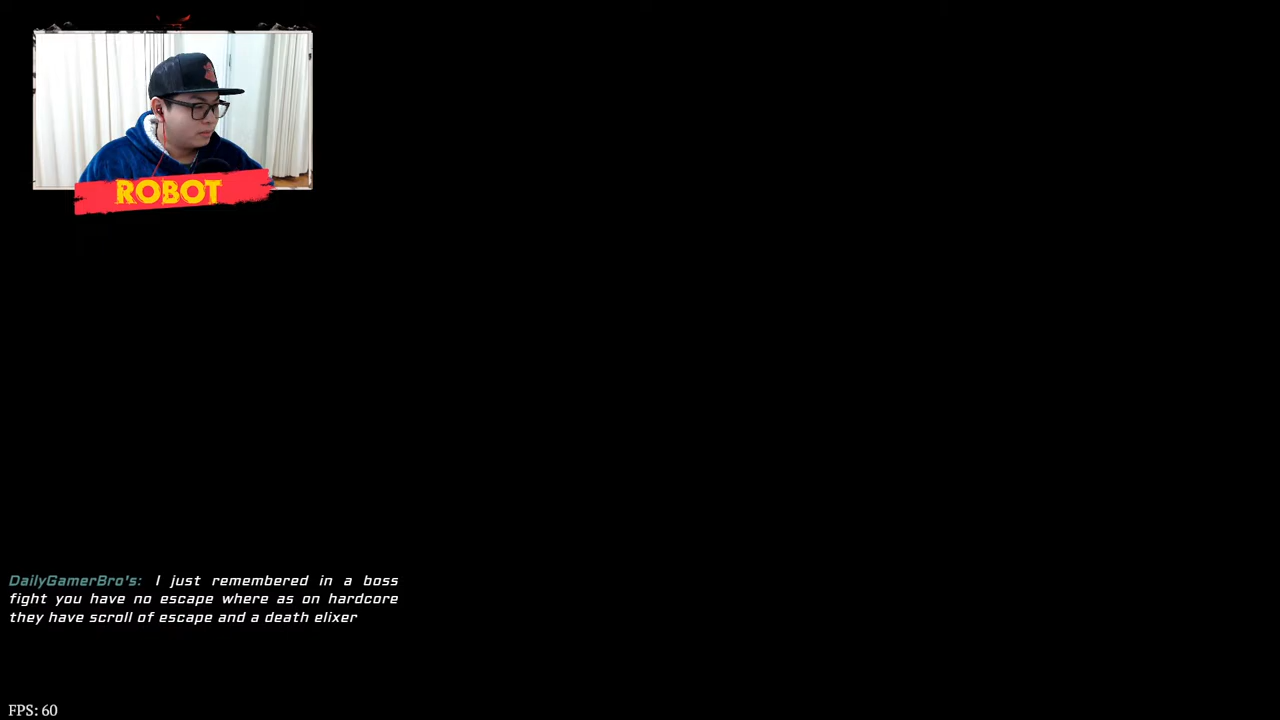 ROBOT
DailyGamerBro's: I just remembered in a boss
fight you have no escape where as on hardcore
they have scroll of escape and a death elixer
FPS: 60